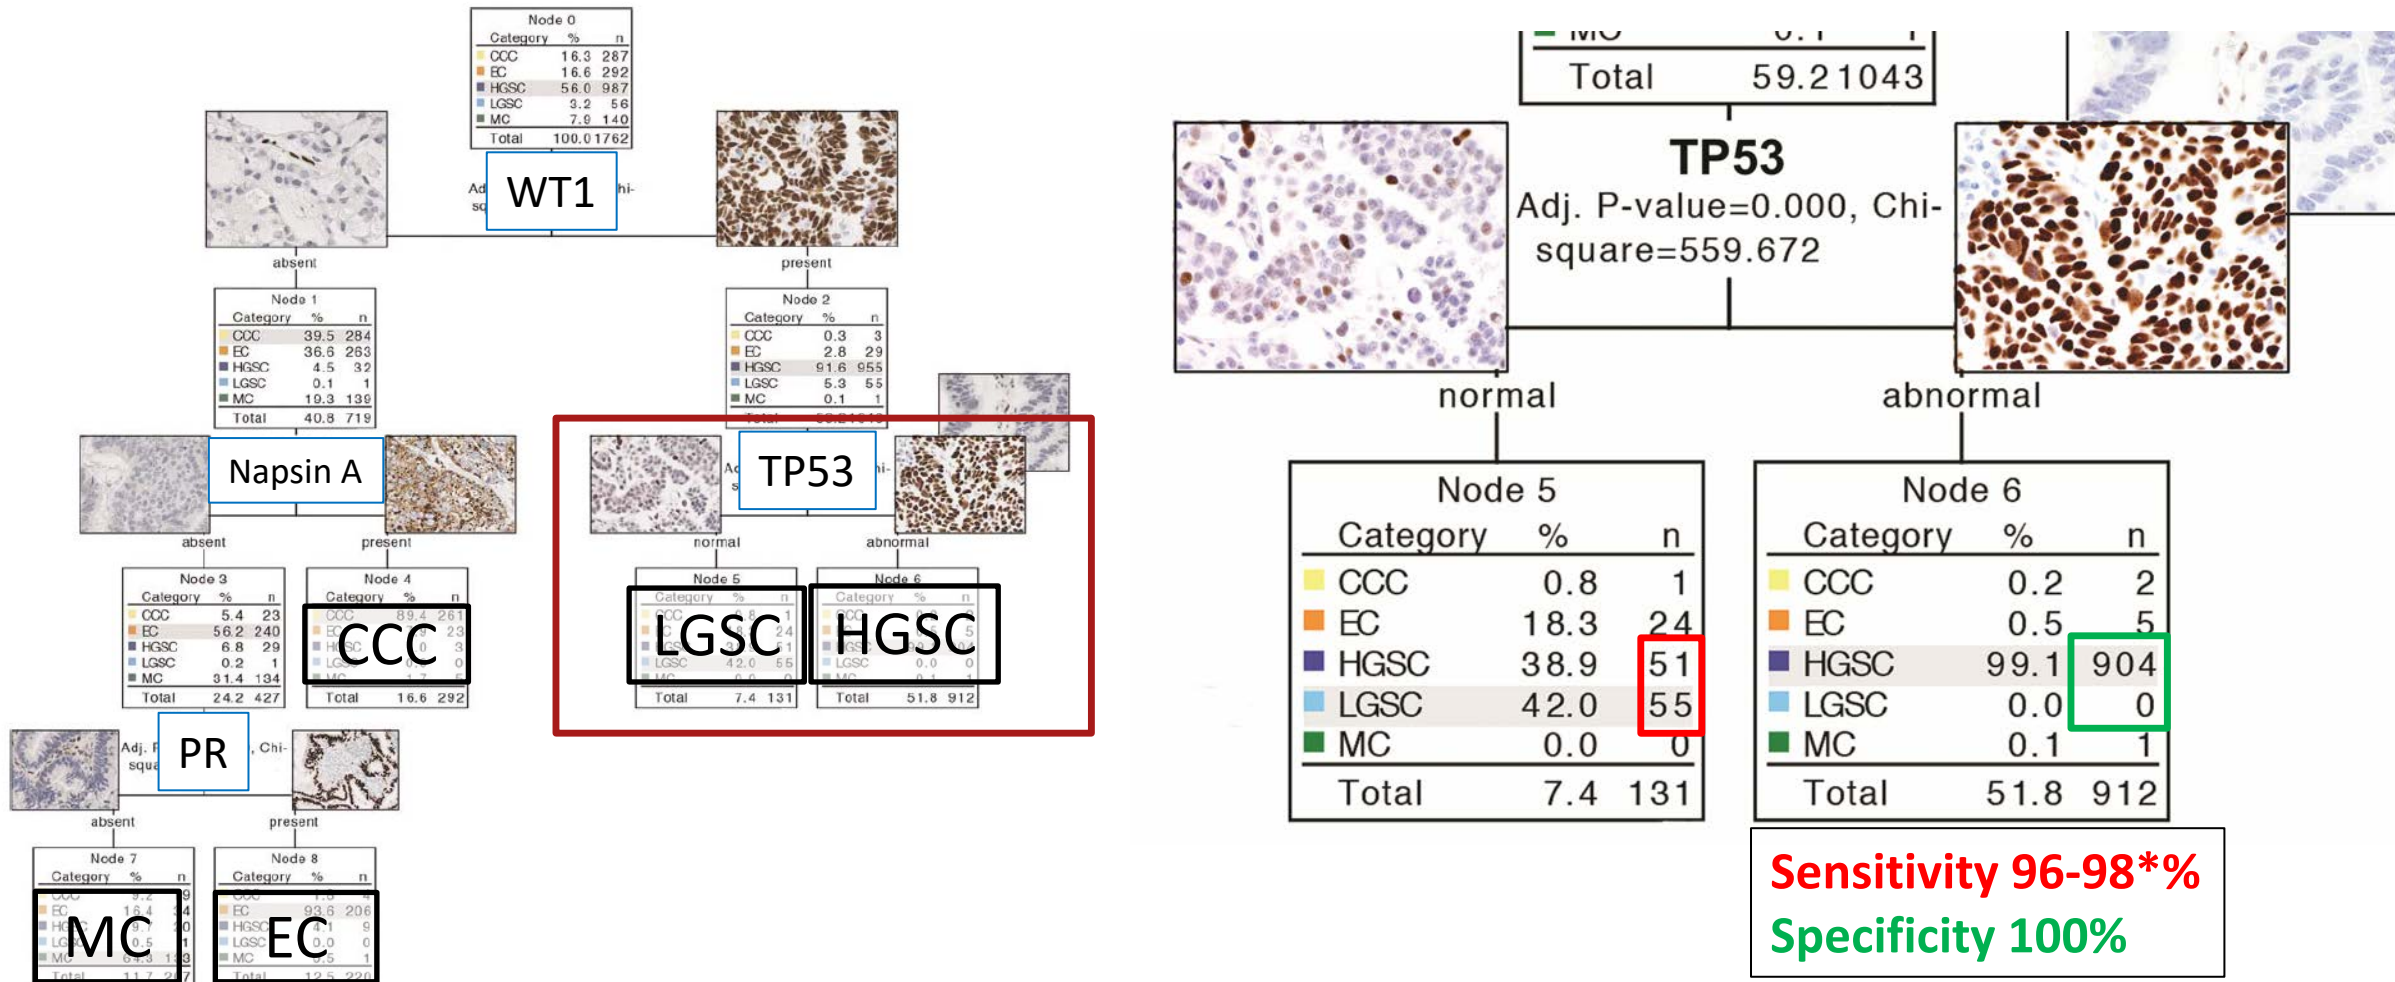 Node 0
Category % n
CCC 16.3 287
EC 16.6 292
HGSC 56.0 987
LGSC 3.2 56
MC 7.9 140
Total 100.0 1762
WT1
absent
present
Node 1
Category % n
CCC 39.5 284
EC 36.6 263
HGSC 4.5 32
LGSC 0.1 1
MC 19.3 139
Total 40.8 719
Node 2
Category % n
CCC 0.3 3
EC 2.8 29
HGSC 91.6 955
LGSC 5.3 55
MC 0.1 1
Napsin A
absent
present
TP53
normal
abnormal
Node 3
Category % n
CCC 5.4 23
EC 56.2 240
HGSC 6.8 29
LGSC 0.2 1
MC 31.4 134
Total 24.2 427
Node 4
Category % n
CCC
Total 16.6 292
Node 5
LGSC
Total 7.4 131
Node 6
HGSC
Total 51.8 912
PR
absent
present
Node 7
Category % n
MC
Node 8
Category % n
EC
Total 59.2 1043
TP53
Adj. P-value=0.000, Chi-
square=559.672
normal
abnormal
Node 5
Category % n
CCC 0.8 1
EC 18.3 24
HGSC 38.9 51
LGSC 42.0 55
MC 0.0 0
Total 7.4 131
Node 6
Category % n
CCC 0.2 2
EC 0.5 5
HGSC 99.1 904
LGSC 0.0 0
MC 0.1 1
Total 51.8 912
Sensitivity 96-98*%
Specificity 100%